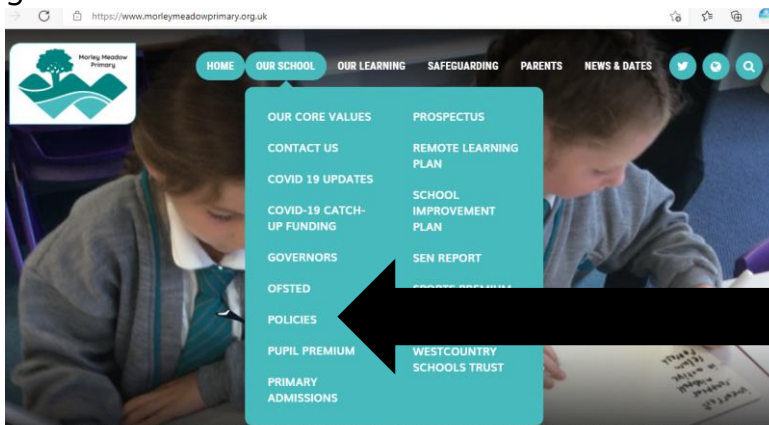 https://www.morleymeadowprimary.org.uk
Morley Meadow
Primary
HOME
OUR SCHOOL
OUR LEARNING
SAFEGUARDING
PARENTS
NEWS & DATES
OUR CORE VALUES
CONTACT US
COVID 19 UPDATES
COVID-19 CATCH-
UP FUNDING
GOVERNORS
OFSTED
POLICIES
PUPIL PREMIUM
PRIMARY
ADMISSIONS
PROSPECTUS
REMOTE LEARNING
PLAN
SCHOOL
IMPROVEMENT
PLAN
SEN REPORT
SPORTS PREMIUM
WESTCOUNTRY
SCHOOLS TRUST